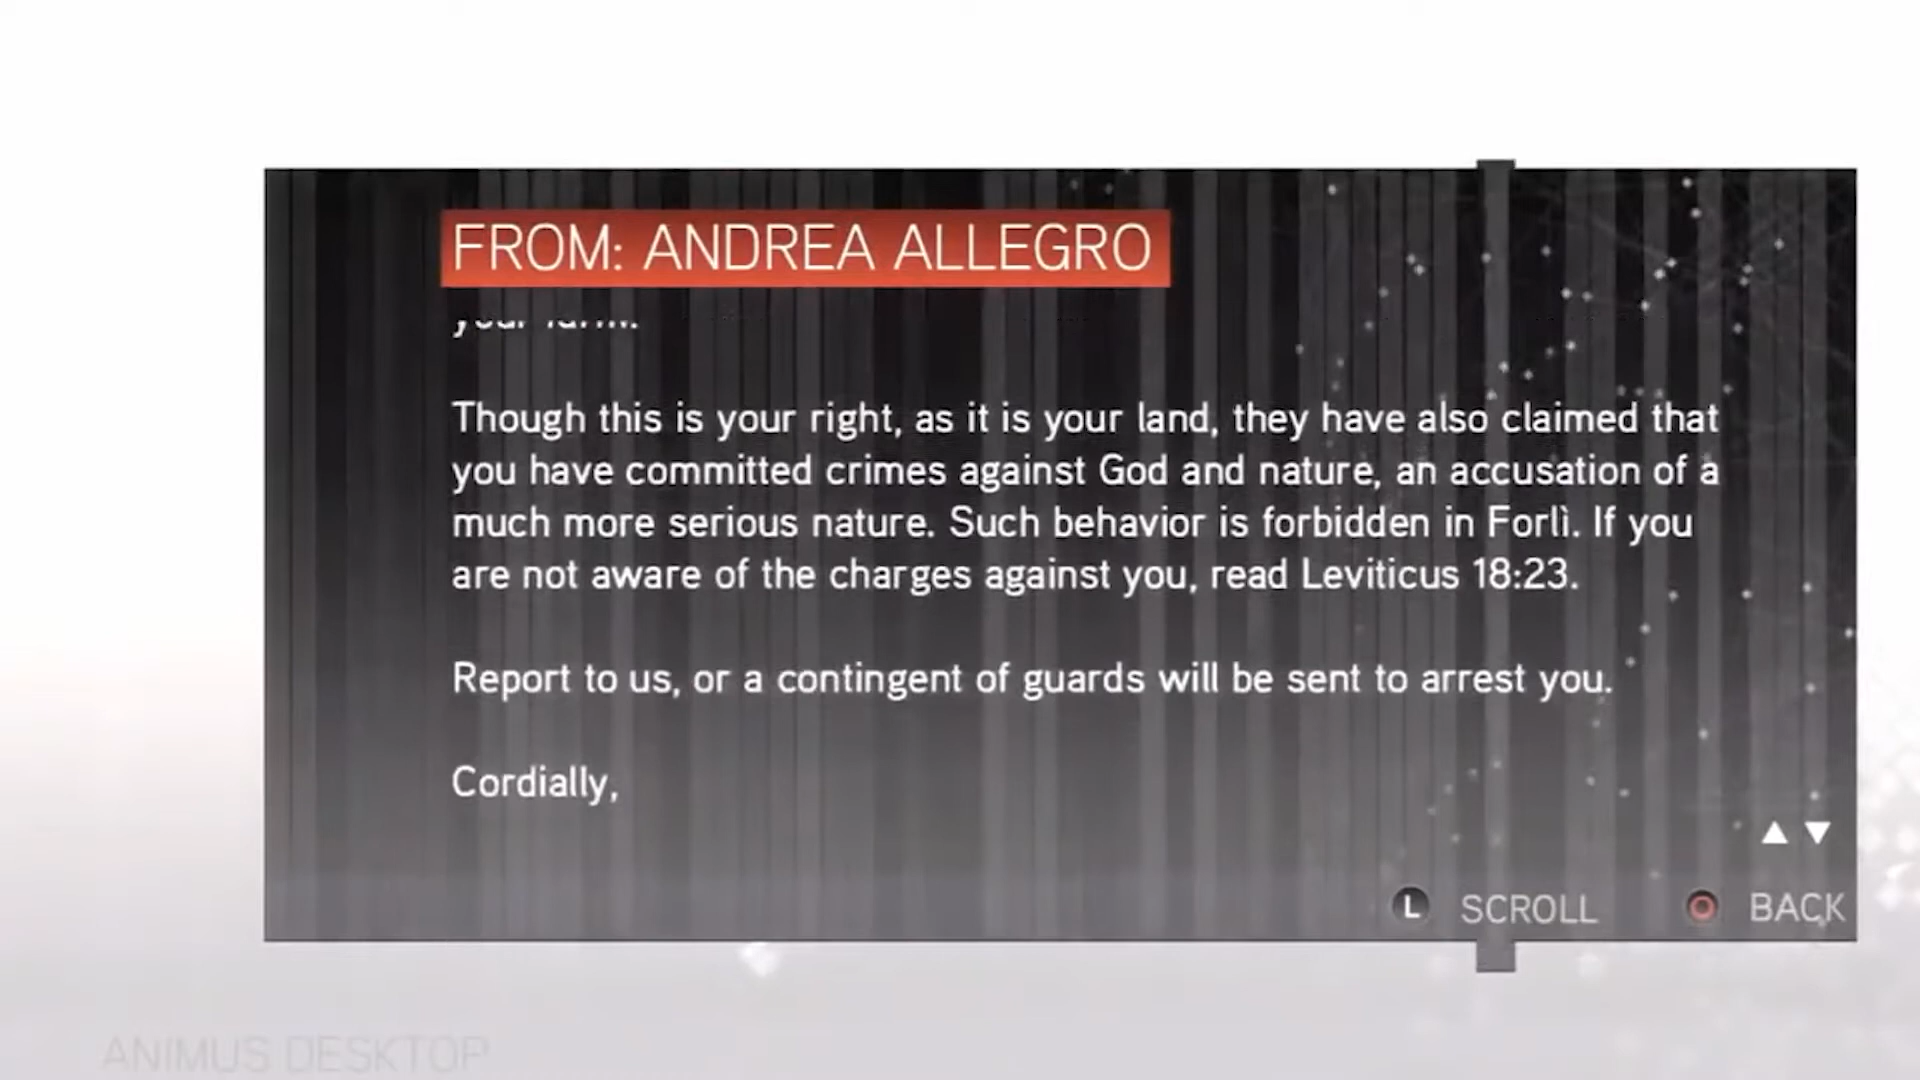 FROM: ANDREA ALLEGRO
your farm.
Though this is your right, as it is your land, they have also claimed that
you have committed crimes against God and nature, an accusation of a
much more serious nature. Such behavior is forbidden in Forlì. If you
are not aware of the charges against you, read Leviticus 18:23.
Report to us, or a contingent of guards will be sent to arrest you.
Cordially,
L SCROLL O BACK
ANIMUS DESKTOP